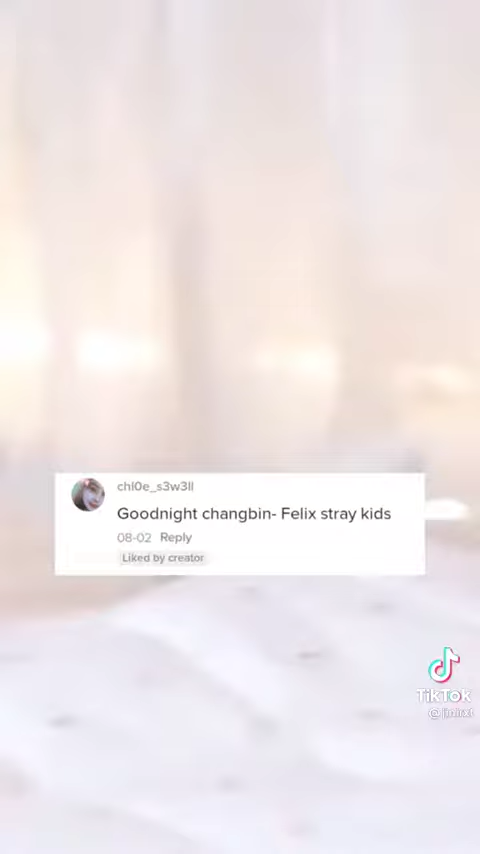 chl0e_s3w3ll
Goodnight changbin- Felix stray kids
08-02 Reply
Liked by creator
TikTok